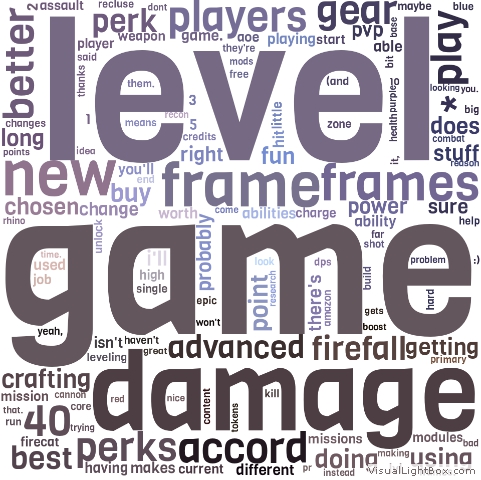 2 assault recluse dont maybe blue
perk players gear
player game. aoe playing start pvp base play
said they're able
better thanks mods bit
level
free
them. (and 10 looking you.
3 purple *
changes 1 means recon 5 hit little zone health big
long credits does
combat
points idea right fun it, stuff
reason
new you'll frame frames
end
buy
chosen change worth come abilities charge power sure
rhino ability help
unlock probably far
shot
game
time. i'll look dps problem :)
used high point research build
job single there's hard
epic amazon gets
yeah, won't boost
isn't haven't advanced firefall getting
leveling great primary
crafting damage
mission cannon red nice kill
that. 40 core content tokens
run trying
firecat perks accord missions modules bad
best doing making using
having makes current different pr instead
VisualLightBox.com